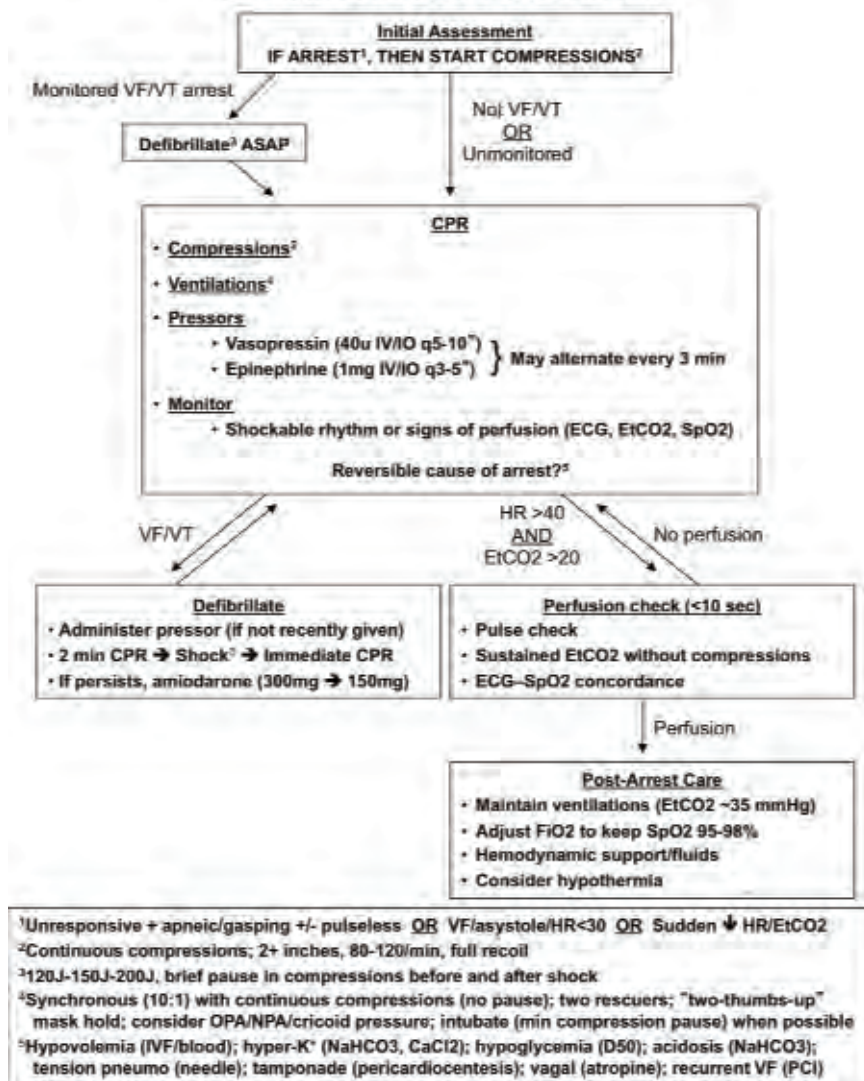 Initial Assessment
IF ARREST¹, THEN START COMPRESSIONS²
Monitored VF/VT arrest
Not VF/VT
OR
Unmonitored
Defibrillate³ ASAP
CPR
• Compressions²
• Ventilations⁴
• Pressors
• Vasopressin (40u IV/IO q5-10")
• Epinephrine (1mg IV/IO q3-5")
} May alternate every 3 min
• Monitor
• Shockable rhythm or signs of perfusion (ECG, EtCO2, SpO2)
Reversible cause of arrest?⁵
VF/VT
HR >40
AND
EtCO2 >20
No perfusion
Defibrillate
• Administer pressor (if not recently given)
• 2 min CPR ➔ Shock³ ➔ Immediate CPR
• If persists, amiodarone (300mg ➔ 150mg)
Perfusion check (<10 sec)
• Pulse check
• Sustained EtCO2 without compressions
• ECG–SpO2 concordance
Perfusion
Post-Arrest Care
• Maintain ventilations (EtCO2 ~35 mmHg)
• Adjust FiO2 to keep SpO2 95-98%
• Hemodynamic support/fluids
• Consider hypothermia
¹Unresponsive + apneic/gasping +/- pulseless OR VF/asystole/HR<30 OR Sudden 🡇 HR/EtCO2
²Continuous compressions; 2+ inches, 80-120/min, full recoil
³120J-150J-200J, brief pause in compressions before and after shock
⁴Synchronous (10:1) with continuous compressions (no pause); two rescuers; "two-thumbs-up"
mask hold; consider OPA/NPA/cricoid pressure; intubate (min compression pause) when possible
⁵Hypovolemia (IVF/blood); hyper-K⁺ (NaHCO3, CaCl2); hypoglycemia (D50); acidosis (NaHCO3);
tension pneumo (needle); tamponade (pericardiocentesis); vagal (atropine); recurrent VF (PCI)